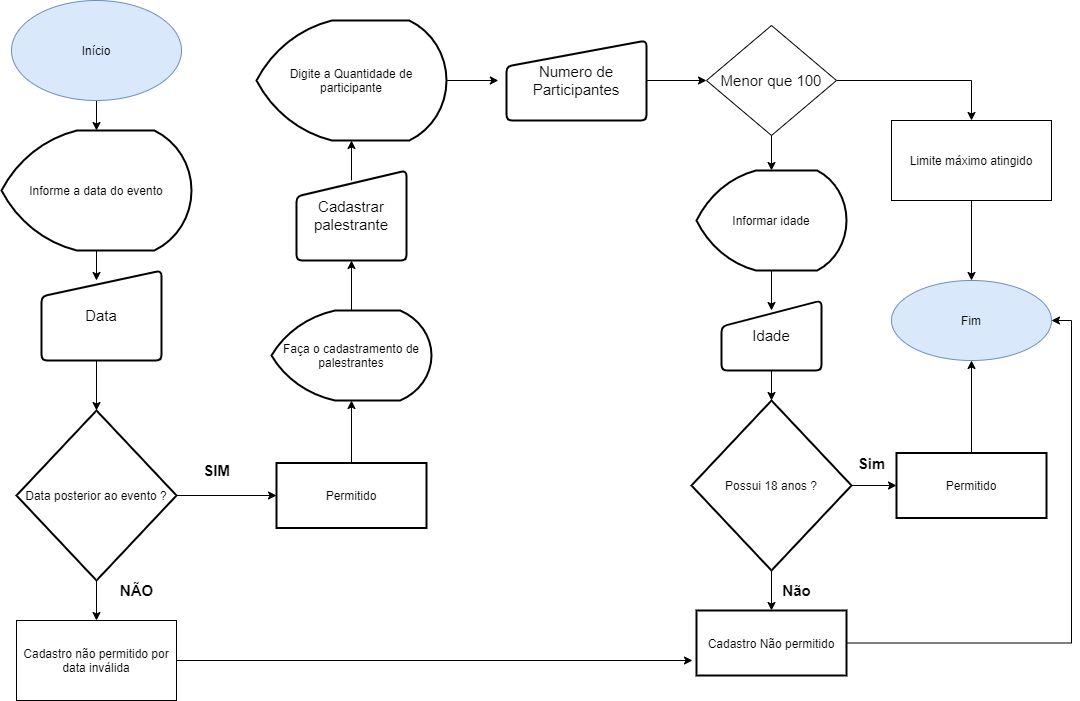 Início
Informe a data do evento
Data
Data posterior ao evento ?
SIM
NÃO
Cadastro não permitido por
data inválida
Permitido
Faça o cadastramento de
palestrantes
Cadastrar
palestrante
Digite a Quantidade de
participante
Numero de
Participantes
Menor que 100
Limite máximo atingido
Informar idade
Idade
Possui 18 anos ?
Sim
Permitido
Não
Cadastro Não permitido
Fim